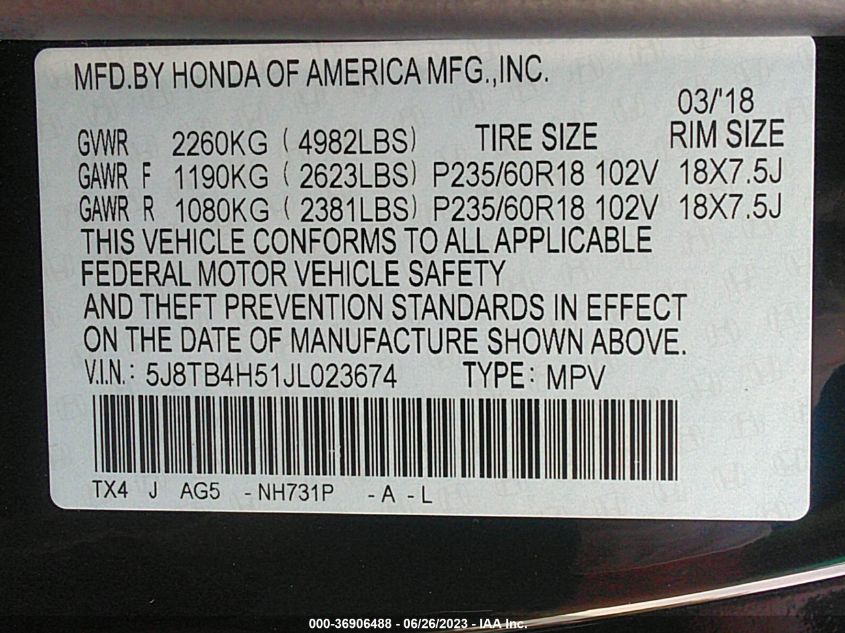 MFD.BY HONDA OF AMERICA MFG.,INC.
03/'18
GVWR 2260KG ( 4982LBS) TIRE SIZE RIM SIZE
GAWR F 1190KG ( 2623LBS) P235/60R18 102V 18X7.5J
GAWR R 1080KG ( 2381LBS) P235/60R18 102V 18X7.5J
THIS VEHICLE CONFORMS TO ALL APPLICABLE
FEDERAL MOTOR VEHICLE SAFETY
AND THEFT PREVENTION STANDARDS IN EFFECT
ON THE DATE OF MANUFACTURE SHOWN ABOVE.
V.I.N.: 5J8TB4H51JL023674 TYPE: MPV
TX4 J AG5 -NH731P -A-L
000-36906488 - 06/26/2023 - IAA Inc.